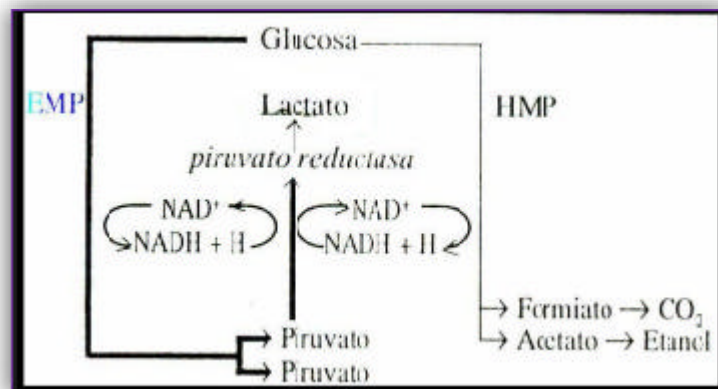 Glucosa
EMP
HMP
Lactato
piruvato reductasa
NAD⁺ NAD⁺
NADH + H NADH + H
Formiato → CO₂
Acetato → Etanol
Piruvato
Piruvato